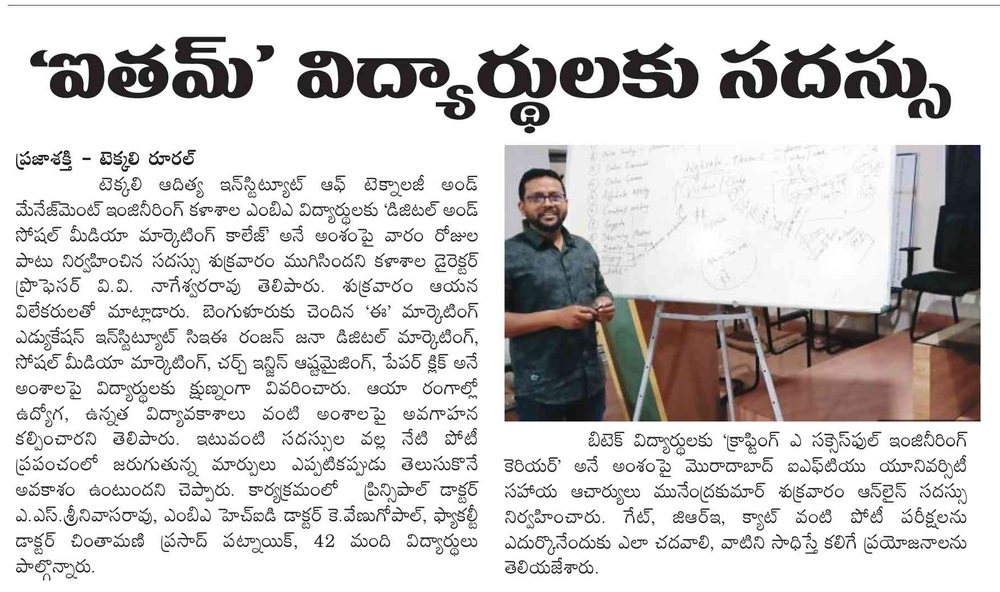 ‘ఐతమ్’ విద్యార్థులకు సదస్సు
ప్రజాశక్తి - టెక్కలి రూరల్
టెక్కలి ఆదిత్య ఇన్‌స్టిట్యూట్ ఆఫ్ టెక్నాలజీ అండ్
మేనేజ్‌మెంట్ ఇంజినీరింగ్ కళాశాల ఎంబిఎ విద్యార్థులకు ‘డిజిటల్ అండ్
సోషల్ మీడియా మార్కెటింగ్ కాలేజ్’ అనే అంశంపై వారం రోజుల
పాటు నిర్వహించిన సదస్సు శుక్రవారం ముగిసిందని కళాశాల డైరెక్టర్
ప్రొఫెసర్ వి.వి. నాగేశ్వరరావు తెలిపారు. శుక్రవారం ఆయన
విలేకరులతో మాట్లాడారు. బెంగుళూరుకు చెందిన ‘ఈ’ మార్కెటింగ్
ఎడ్యుకేషన్ ఇన్‌స్టిట్యూట్ సిఇఈ రంజన్ జనా డిజిటల్ మార్కెటింగ్,
సోషల్ మీడియా మార్కెటింగ్, చర్చ్ ఇన్జిన్ ఆప్టమైజింగ్, పేపర్ క్లిక్ అనే
అంశాలపై విద్యార్థులకు క్షుణ్ణంగా వివరించారు. ఆయా రంగాల్లో
ఉద్యోగ, ఉన్నత విద్యావకాశాలు వంటి అంశాలపై అవగాహన
కల్పించారని తెలిపారు. ఇటువంటి సదస్సుల వల్ల నేటి పోటీ
ప్రపంచంలో జరుగుతున్న మార్పులు ఎప్పటికప్పుడు తెలుసుకొనే
అవకాశం ఉంటుందని చెప్పారు. కార్యక్రమంలో ప్రిన్సిపాల్ డాక్టర్
ఎ.ఎస్.శ్రీనివాసరావు, ఎంబిఎ హెచ్ఐడి డాక్టర్ కె.వేణుగోపాల్, ఫ్యాకల్టీ
డాక్టర్ చింతామణి ప్రసాద్ పట్నాయిక్, 42 మంది విద్యార్థులు
పాల్గొన్నారు.
బిటెక్ విద్యార్థులకు ‘క్రాఫ్టింగ్ ఎ సక్సెస్‌ఫుల్ ఇంజినీరింగ్
కెరియర్’ అనే అంశంపై మొరాదాబాద్ ఐఎఫ్‌టియు యూనివర్సిటీ
సహాయ ఆచార్యులు మునేంద్రకుమార్ శుక్రవారం ఆన్‌లైన్ సదస్సు
నిర్వహించారు. గేట్, జిఆర్ఇ, క్యాట్ వంటి పోటీ పరీక్షలను
ఎదుర్కొనేందుకు ఎలా చదవాలి, వాటిని సాధిస్తే కలిగే ప్రయోజనాలను
తెలియజేశారు.